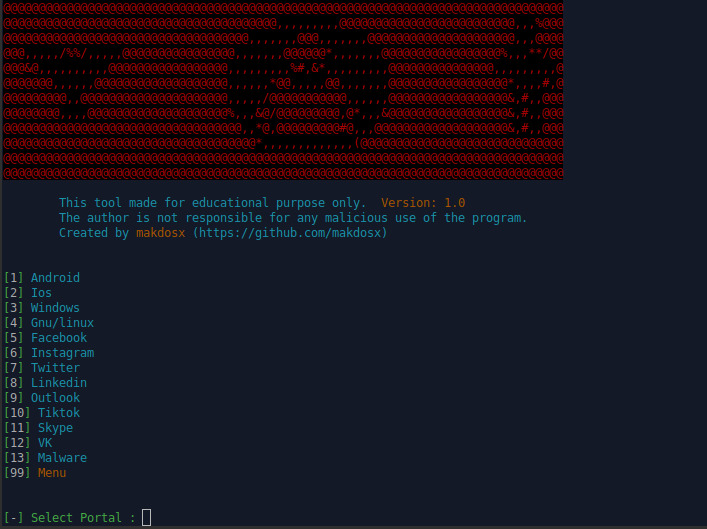 This tool made for educational purpose only.  Version: 1.0
The author is not responsible for any malicious use of the program.
Created by makdosx (https://github.com/makdosx)
[1] Android
[2] Ios
[3] Windows
[4] Gnu/linux
[5] Facebook
[6] Instagram
[7] Twitter
[8] Linkedin
[9] Outlook
[10] Tiktok
[11] Skype
[12] VK
[13] Malware
[99] Menu
[-] Select Portal :